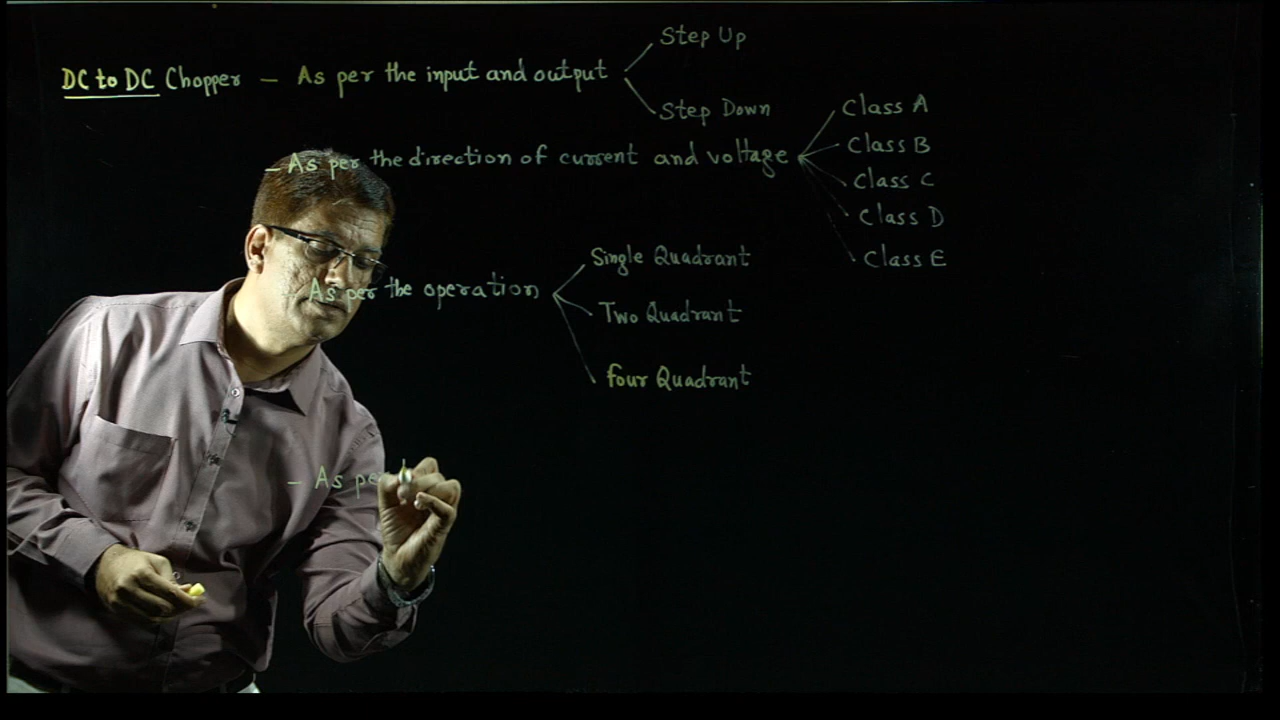 DC to DC Chopper – As per the input and output
Step Up
Step Down
– As per the direction of current and voltage
Class A
Class B
Class C
Class D
Class E
As per the operation
Single Quadrant
Two Quadrant
Four Quadrant
– As per